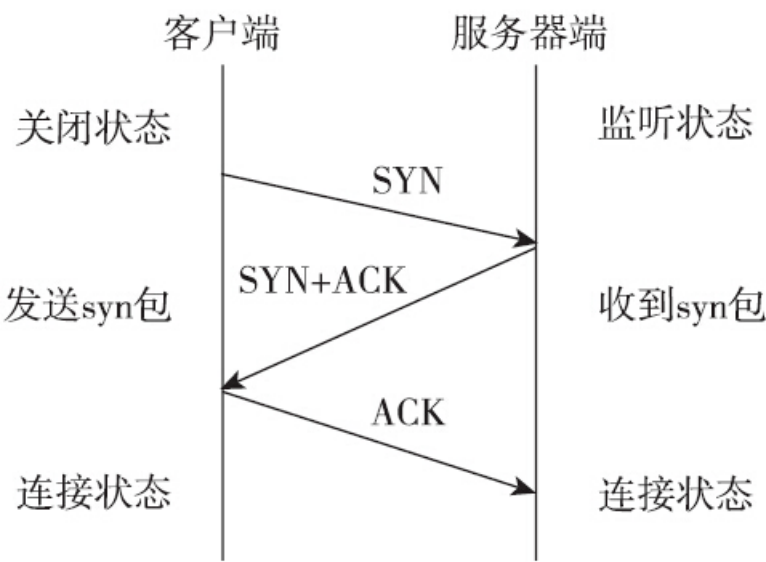 客户端 服务器端
关闭状态 监听状态
SYN
SYN+ACK
发送syn包 收到syn包
ACK
连接状态 连接状态